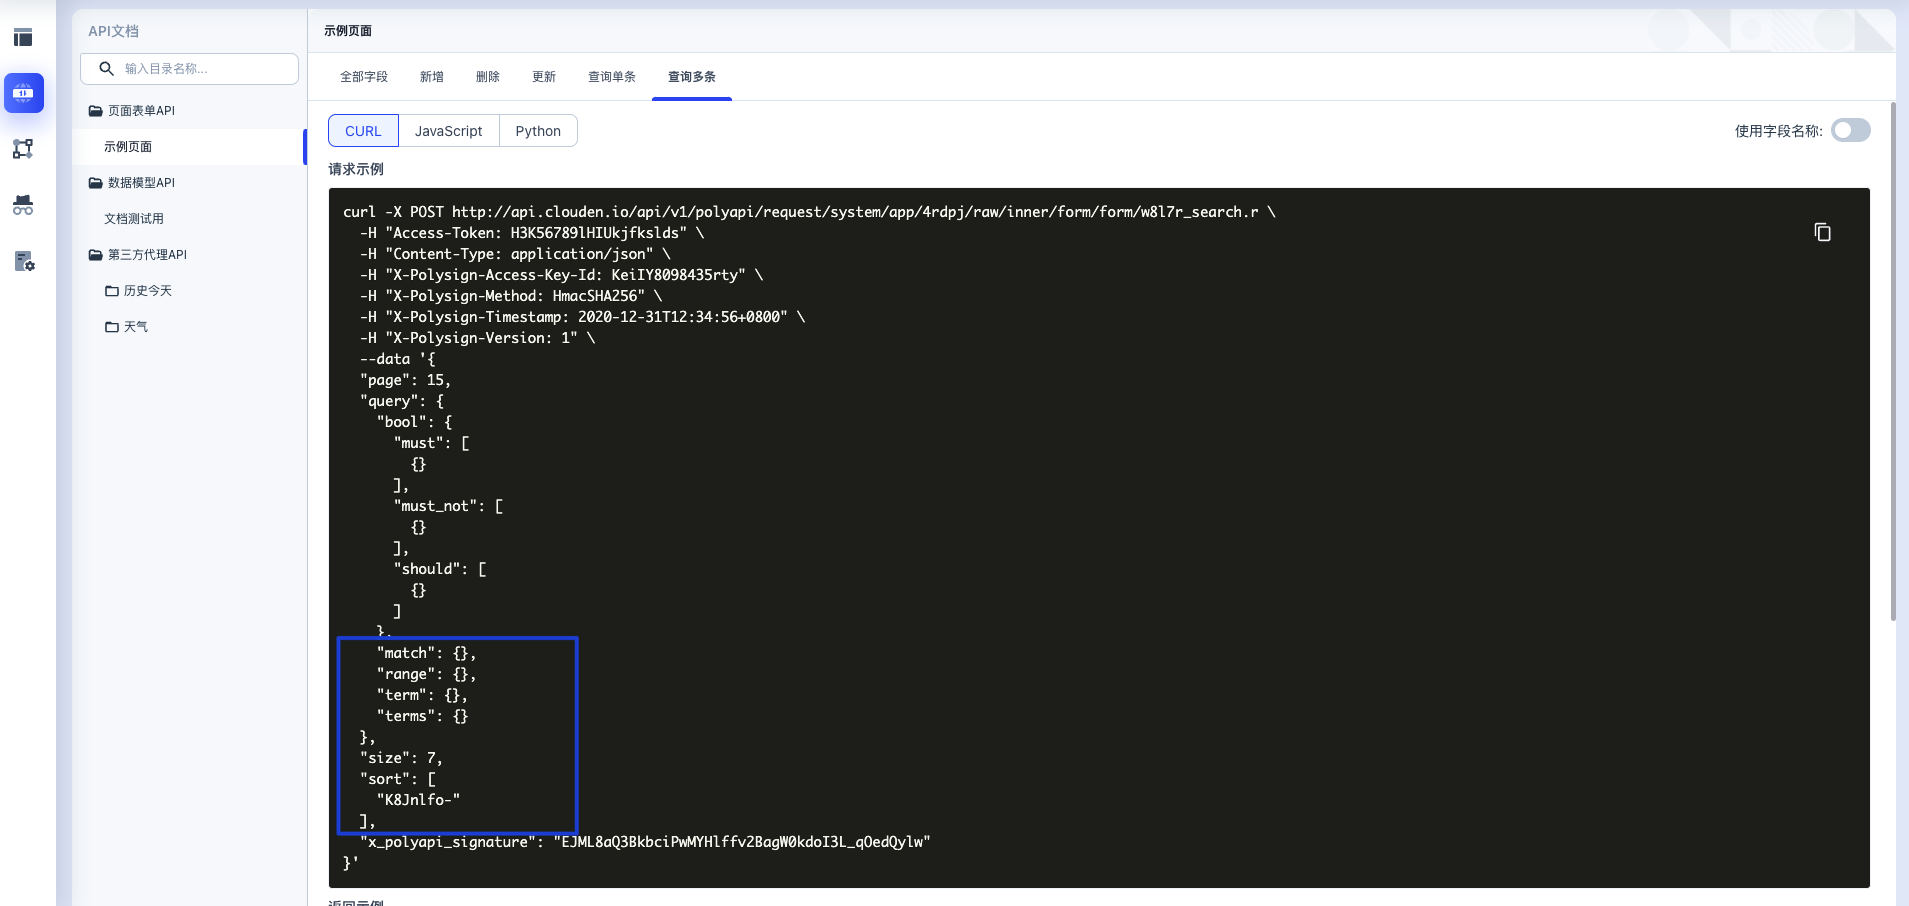 API文档
输入目录名称...
页面表单API
示例页面
数据模型API
文档测试用
第三方代理API
历史今天
天气
示例页面
全部字段 新增 删除 更新 查询单条 查询多条
CURL JavaScript Python
使用字段名称:
请求示例
curl -X POST http://api.clouden.io/api/v1/polyapi/request/system/app/4rdpj/raw/inner/form/form/w8l7r_search.r \
-H "Access-Token: H3K56789lHIUkjfkslds" \
-H "Content-Type: application/json" \
-H "X-Polysign-Access-Key-Id: KeiIY8098435rty" \
-H "X-Polysign-Method: HmacSHA256" \
-H "X-Polysign-Timestamp: 2020-12-31T12:34:56+0800" \
-H "X-Polysign-Version: 1" \
--data '{
"page": 15,
"query": {
"bool": {
"must": [
{}
],
"must_not": [
{}
],
"should": [
{}
]
},
"match": {},
"range": {},
"term": {},
"terms": {}
},
"size": 7,
"sort": [
"K8Jnlfo-"
],
"x_polyapi_signature": "EJML8aQ3BkbciPwMYHlffv2BagW0kdoI3L_qOedQylw"
}'
返回示例